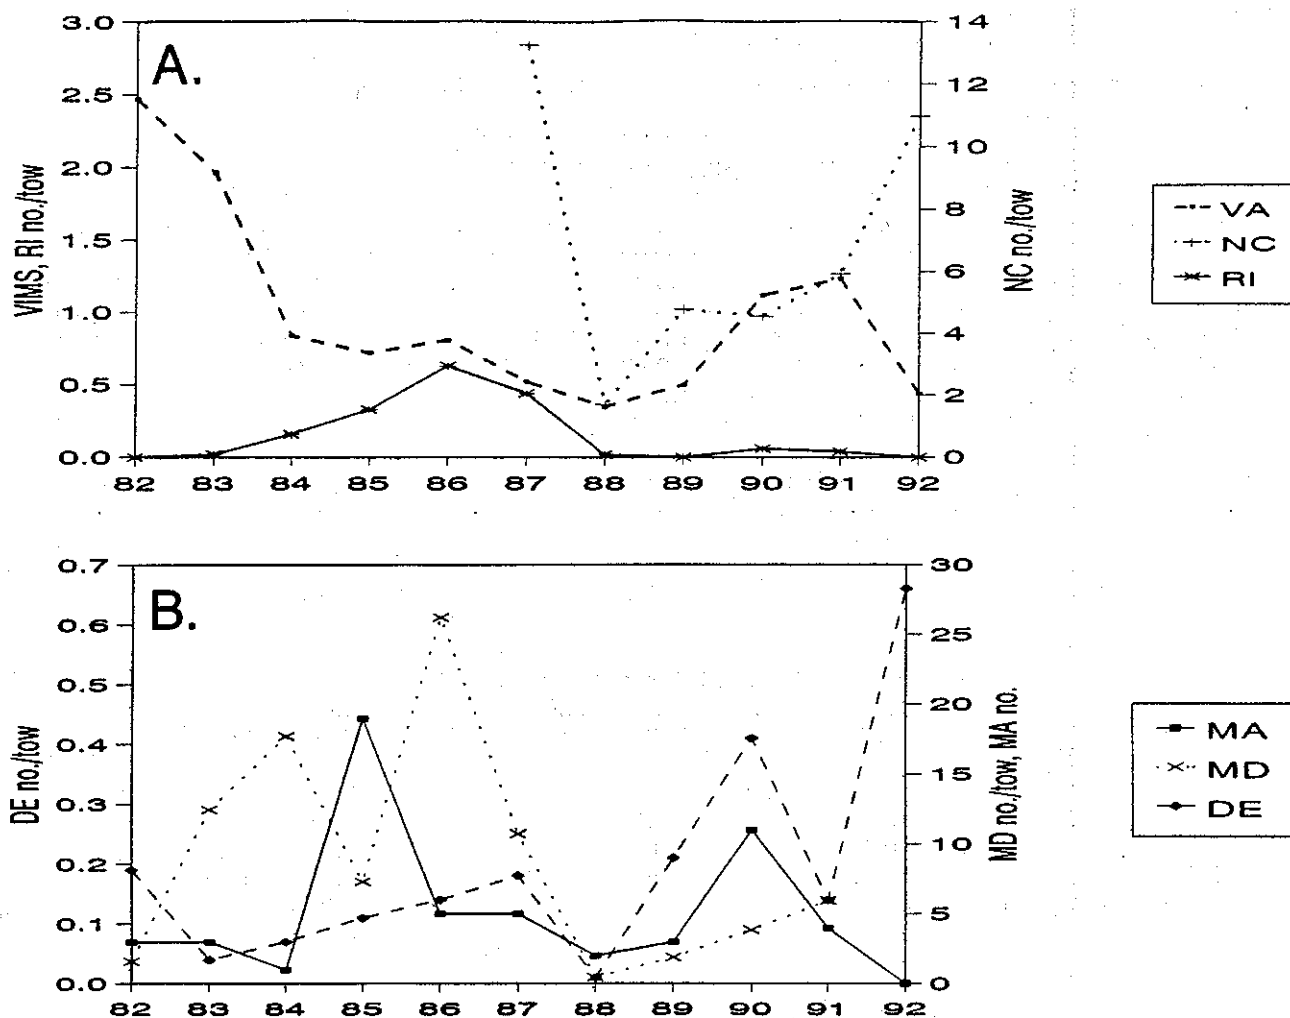 A.
3.0
2.5
2.0
1.5
1.0
0.5
0.0
VIMS, RI no./tow
14
12
10
8
6
4
2
0
NC no./tow
82 83 84 85 86 87 88 89 90 91 92
VA
NC
RI
B.
0.7
0.6
0.5
0.4
0.3
0.2
0.1
0.0
DE no./tow
30
25
20
15
10
5
0
MD no./tow, MA no.
82 83 84 85 86 87 88 89 90 91 92
MA
MD
DE